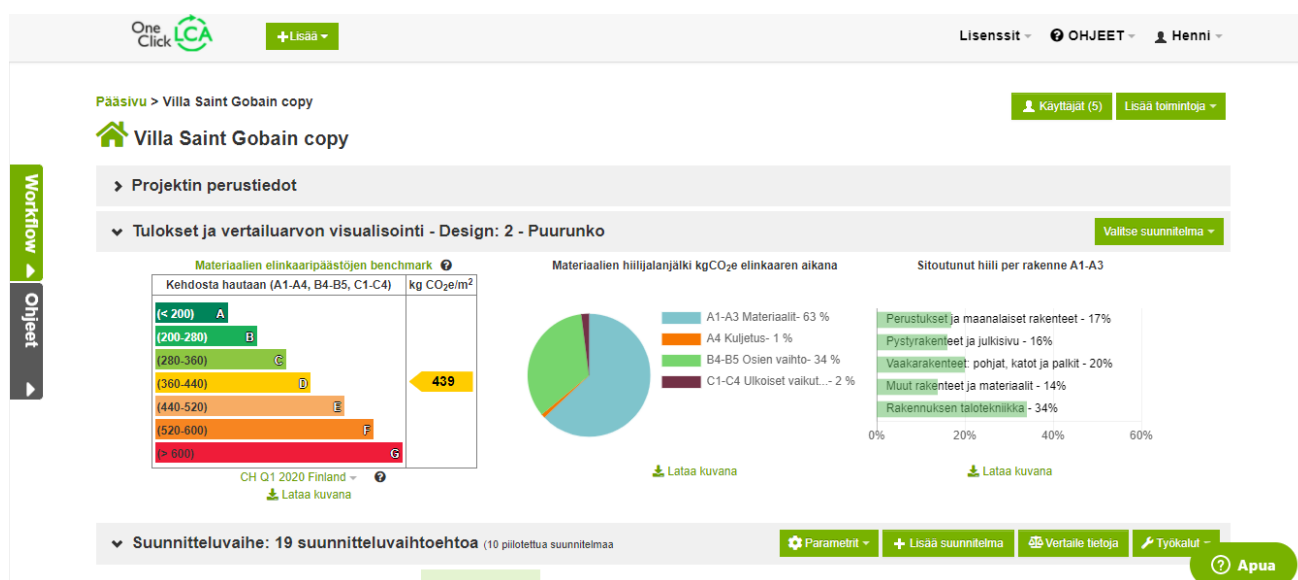 One Click LCA
+Lisää
Lisenssit
OHJEET
Henni
Pääsivu > Villa Saint Gobain copy
Käyttäjät (5)
Lisää toimintoja
Villa Saint Gobain copy
Workflow
Ohjeet
Projektin perustiedot
Tulokset ja vertailuarvon visualisointi - Design: 2 - Puurunko
Valitse suunnitelma
Materiaalien elinkaaripäästöjen benchmark
Kehdosta hautaan (A1-A4, B4-B5, C1-C4) kg CO₂e/m²
(< 200) A
(200-280) B
(280-360) C
(360-440) D
439
(440-520) E
(520-600) F
(> 600) G
CH Q1 2020 Finland
Lataa kuvana
Materiaalien hiilijalanjälki kgCO₂e elinkaaren aikana
A1-A3 Materiaalit- 63 %
A4 Kuljetus- 1 %
B4-B5 Osien vaihto- 34 %
C1-C4 Ulkoiset vaikut...- 2 %
Lataa kuvana
Sitoutunut hiili per rakenne A1-A3
Perustukset ja maanalaiset rakenteet - 17%
Pystyrakenteet ja julkisivu - 16%
Vaakarakenteet: pohjat, katot ja palkit - 20%
Muut rakenteet ja materiaalit - 14%
Rakennuksen talotekniikka - 34%
0% 20% 40% 60%
Lataa kuvana
Suunnitteluvaihe: 19 suunnitteluvaihtoehtoa (10 piilotettua suunnitelmaa
Parametrit
+ Lisää suunnitelma
Vertaile tietoja
Työkalut
Apua